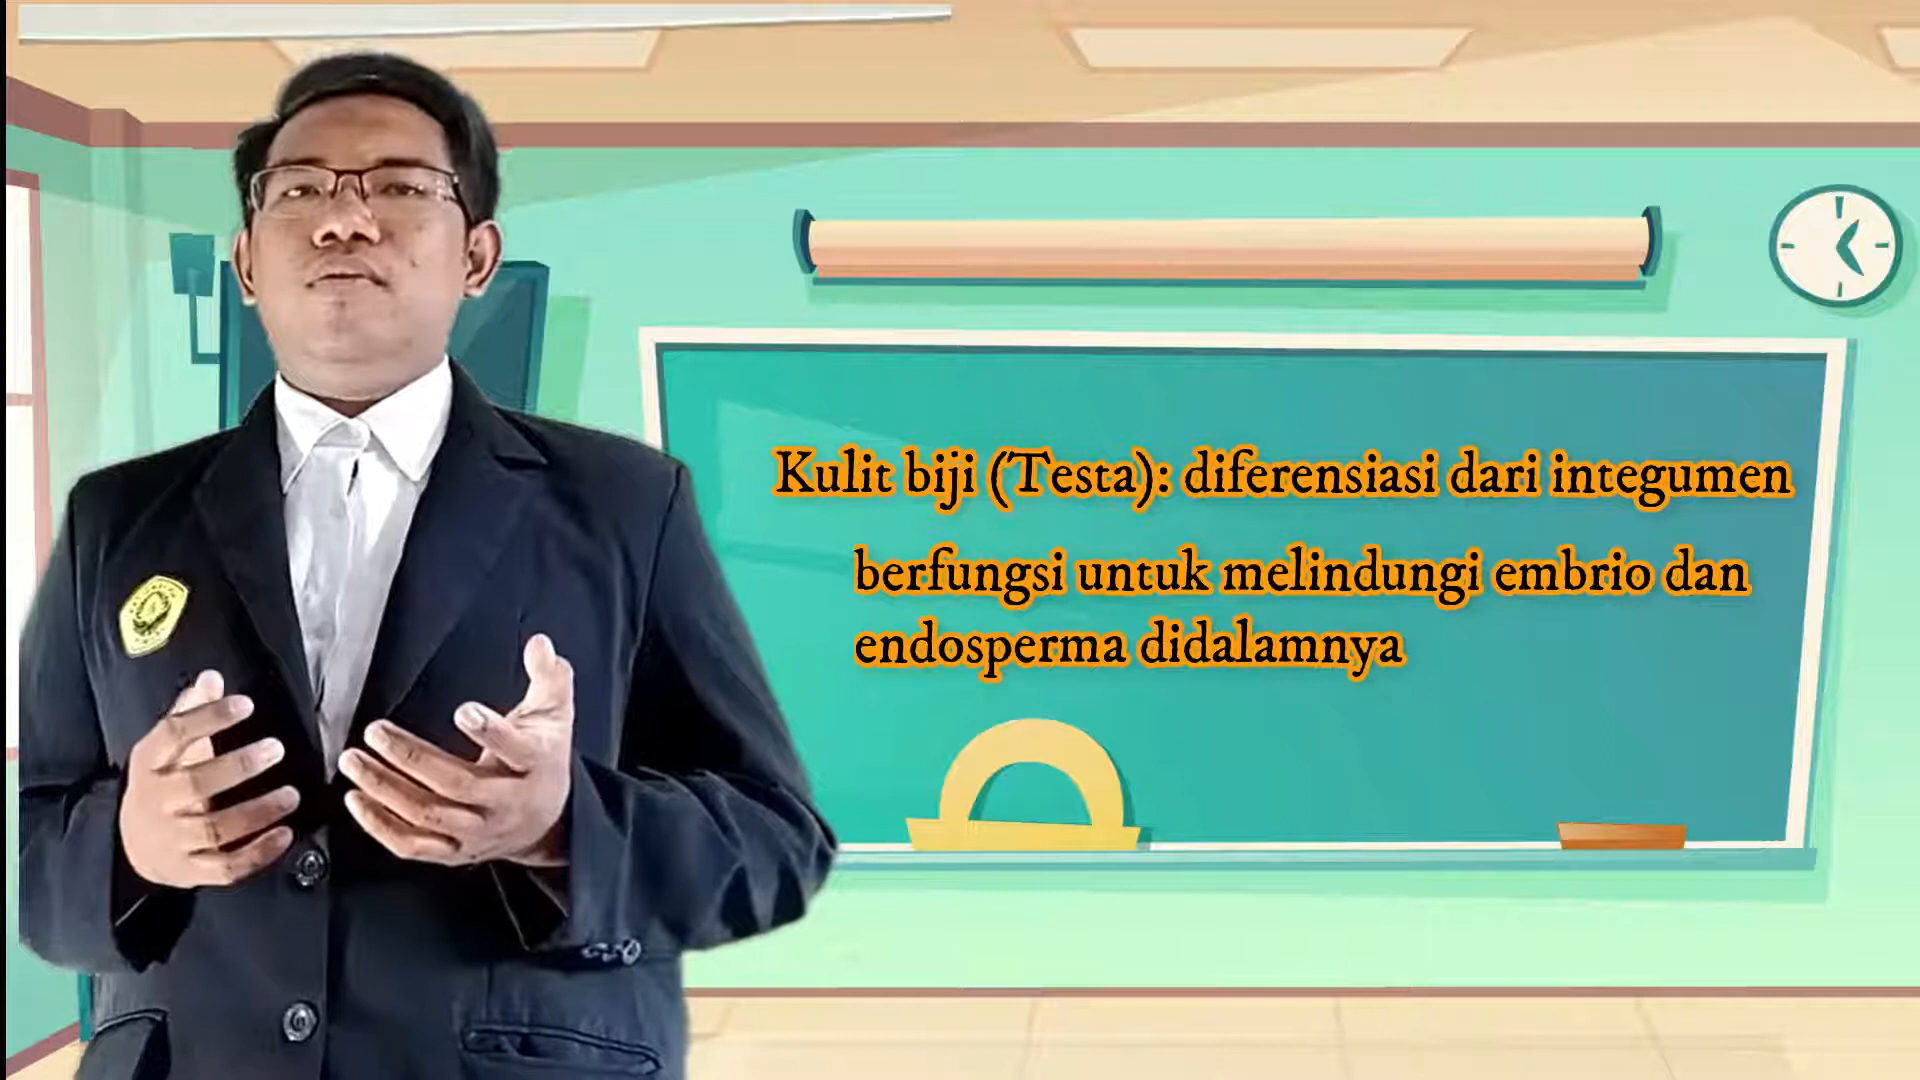 Kulit biji (Testa): diferensiasi dari integumen
berfungsi untuk melindungi embrio dan
endosperma didalamnya